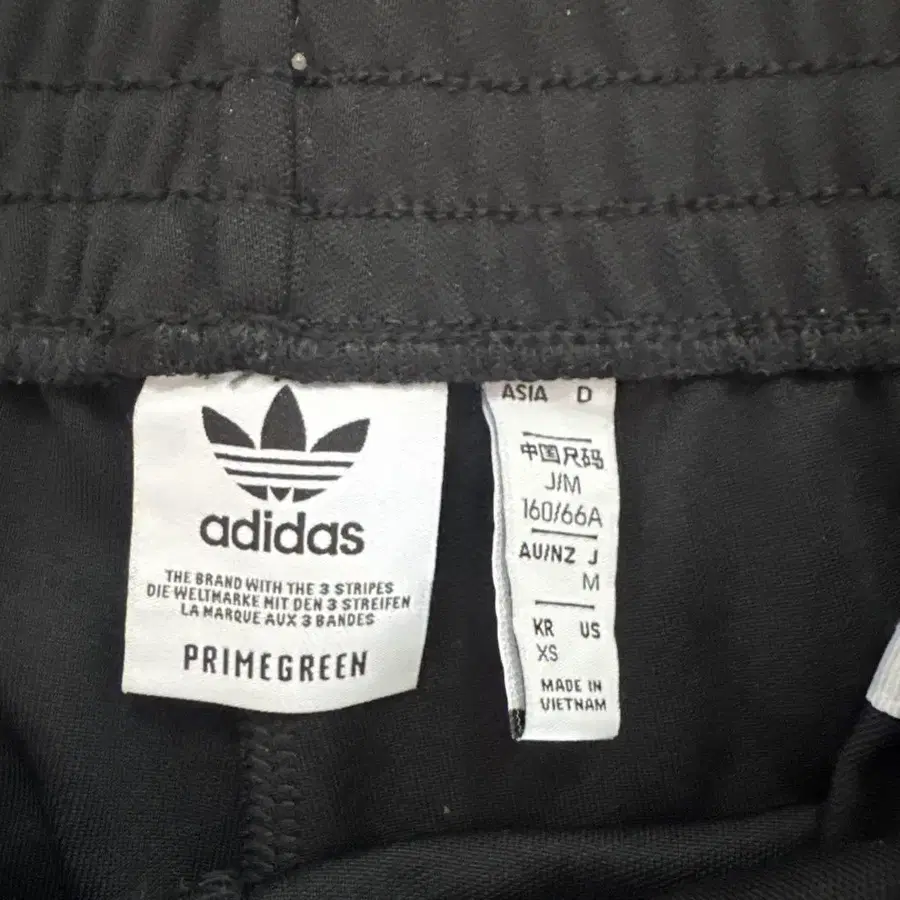 adidas
THE BRAND WITH THE 3 STRIPES
DIE WELTMARKE MIT DEN 3 STREIFEN
LA MARQUE AUX 3 BANDES
PRIMEGREEN
ASIA D
中国尺码
J/M
160/66A
AU/NZ J
M
KR US
XS
MADE IN
VIETNAM